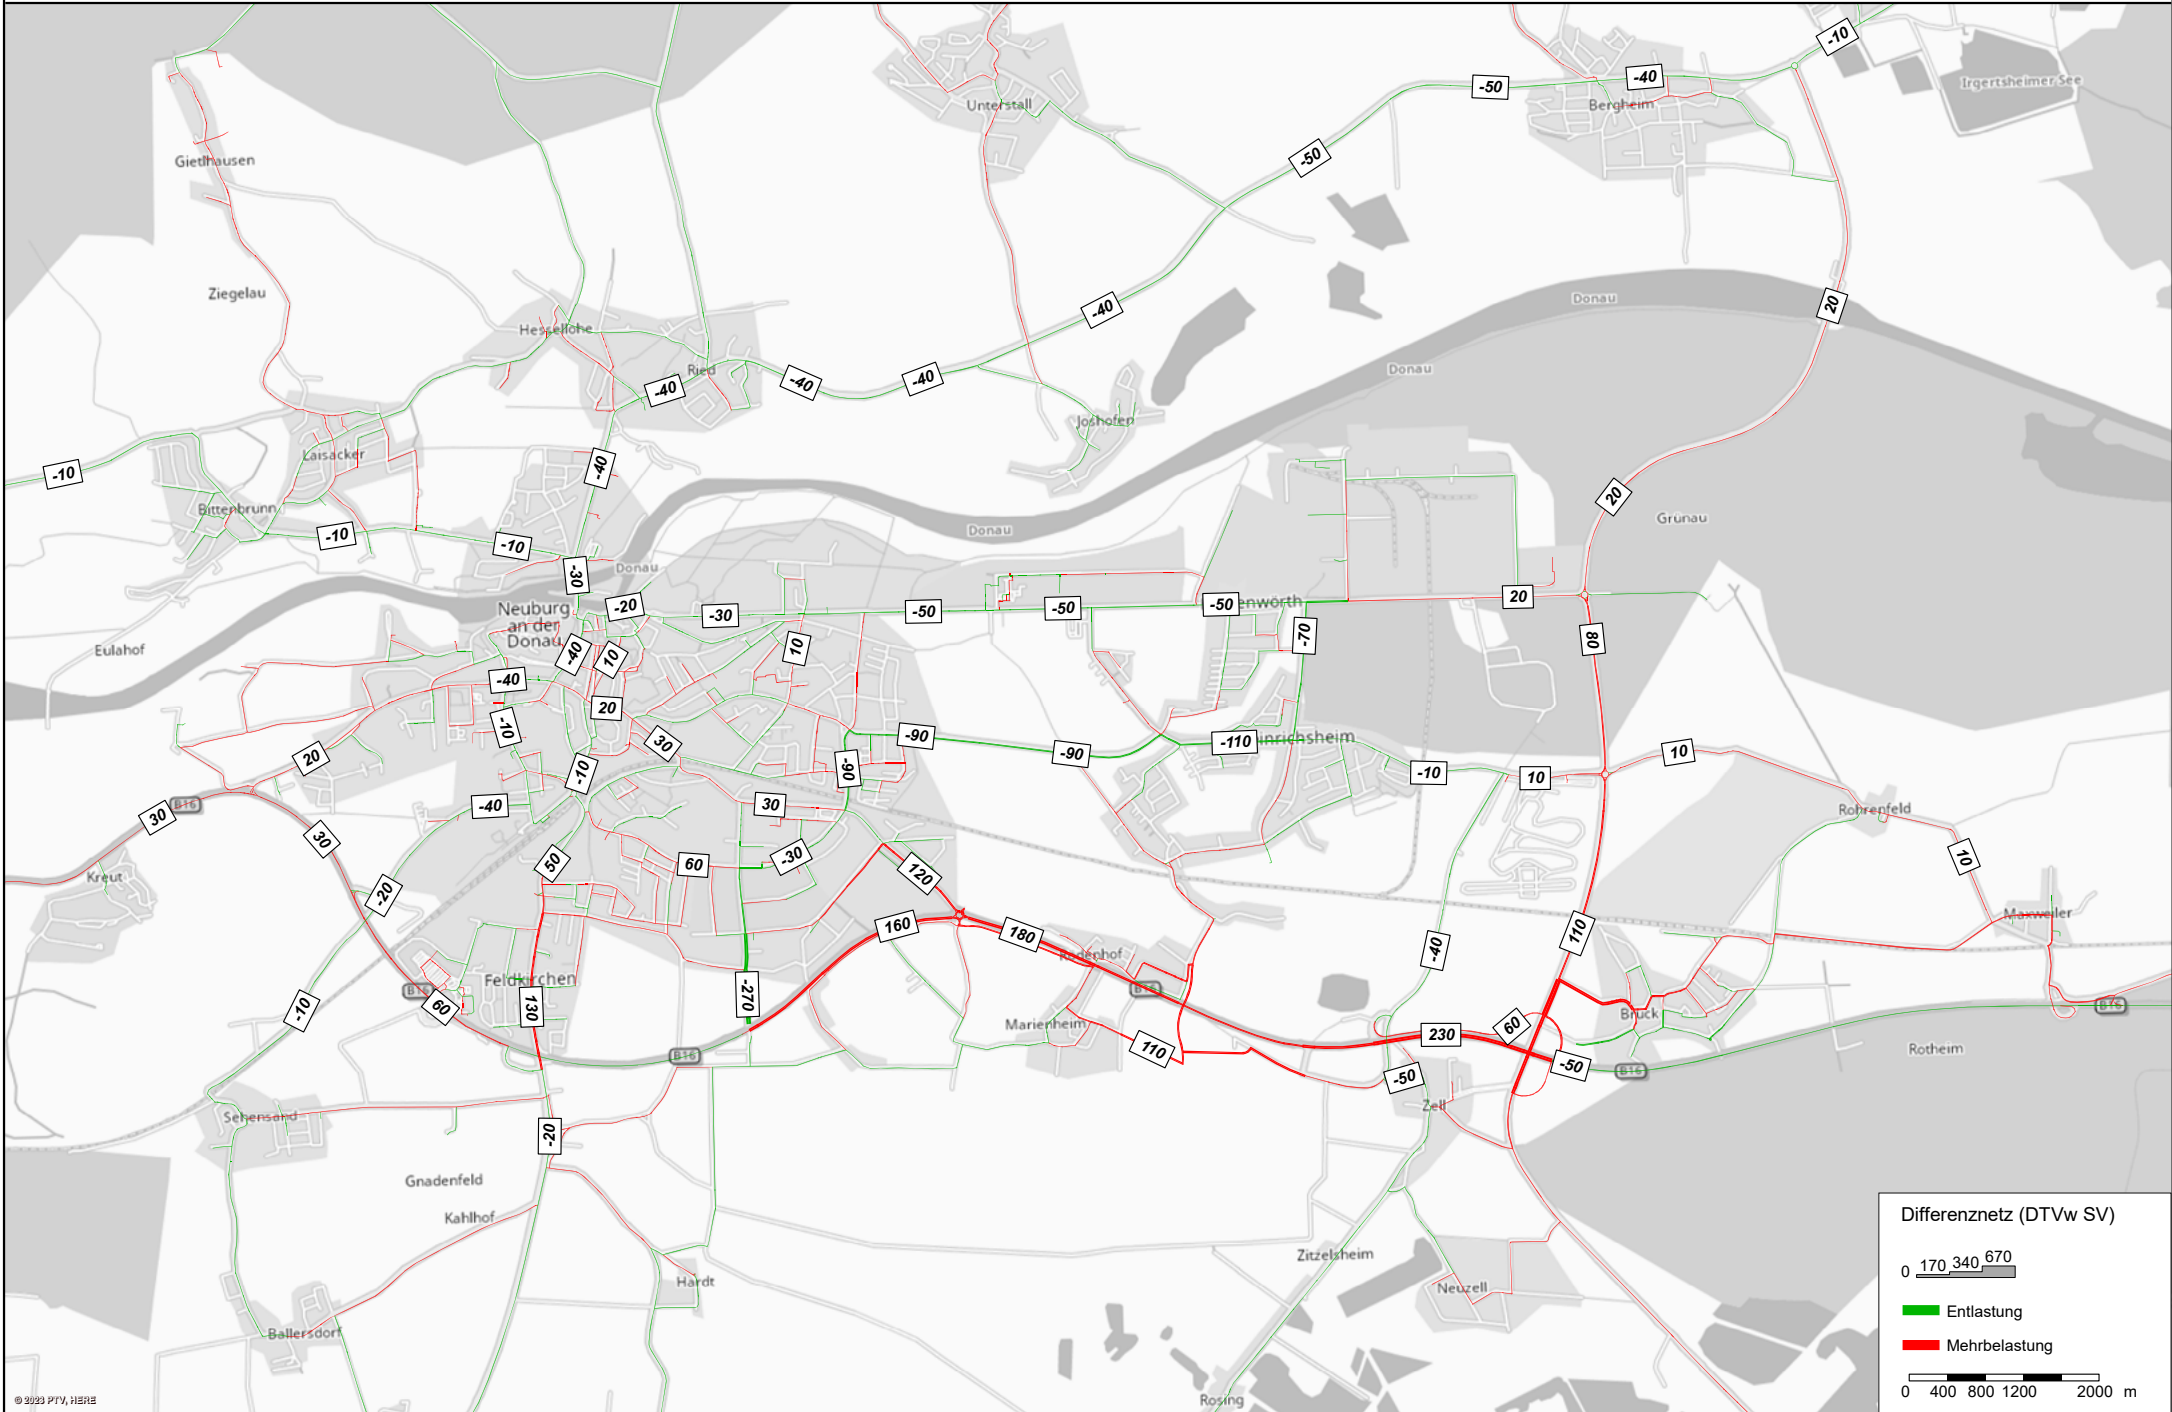 -10
-40
-50
Irgertsheimer See
Unterstall
Bergheim
-50
Gietlhausen
Ziegelau
Donau
20
-40
Hessellohe
Ried
Donau
-40
-40
-40
Joshofen
Laisacker
-40
-10
20
Bittenbrunn
Grünau
-10
-10
Donau
-30
Donau
Neuburg
an der
Donau
-20
-30
-50
-50
-50
20
-70
80
Eulahof
-40
10
10
-40
20
-10
30
-90
-90
-110
10
20
-10
-90
-10
10
30
B16
-40
30
Rohrenfeld
30
50
60
-30
120
10
Kreut
-20
160
180
110
Maxweiler
-40
Rödenhof
Feldkirchen
B16
60
130
-270
B16
-10
Marienheim
110
230
60
Bruck
B16
-50
B16
B16
Rotheim
-50
Zell
Sehensand
-20
Gnadenfeld
Kahlhof
Zitzelsheim
Hardt
Neuzell
Ballersdorf
Rosing
Differenznetz (DTVw SV)
0 170 340 670
Entlastung
Mehrbelastung
0 400 800 1200 2000 m
© 2023 PTV, HERE